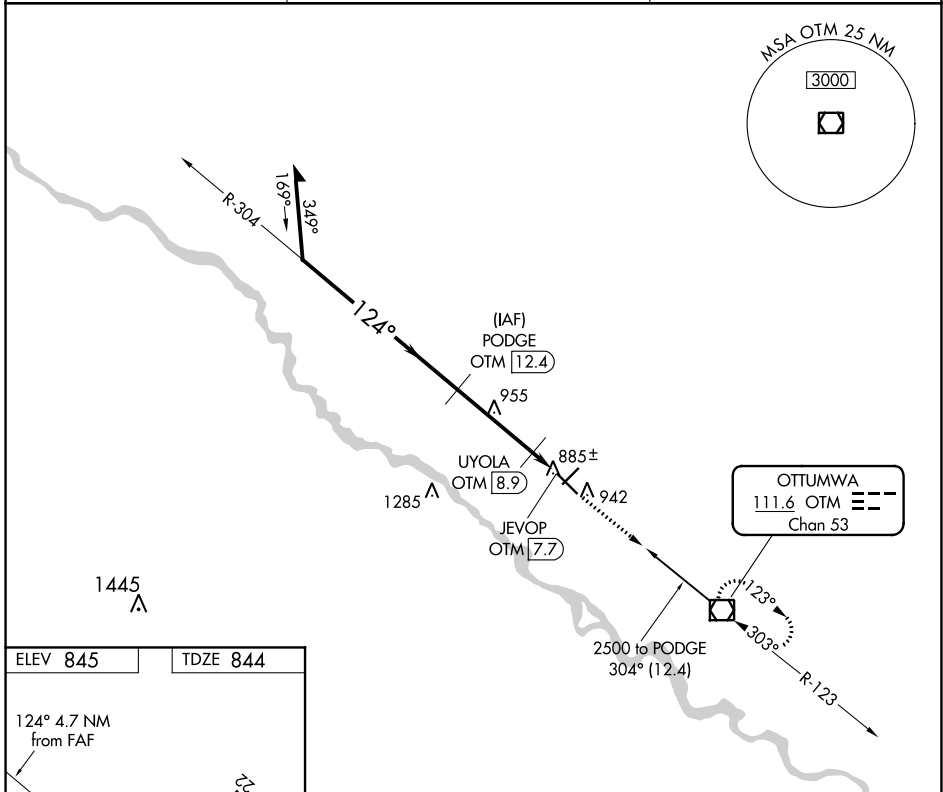 MSA OTM 25 NM
3000
R-304
169°
349°
124°
(IAF)
PODGE
OTM 12.4
955
UYOLA
OTM 8.9
885±
942
1285
JEVOP
OTM 7.7
OTTUMWA
111.6 OTM
Chan 53
1445
123°
303°
R-123
2500 to PODGE
304° (12.4)
ELEV 845
TDZE 844
124° 4.7 NM
from FAF
22